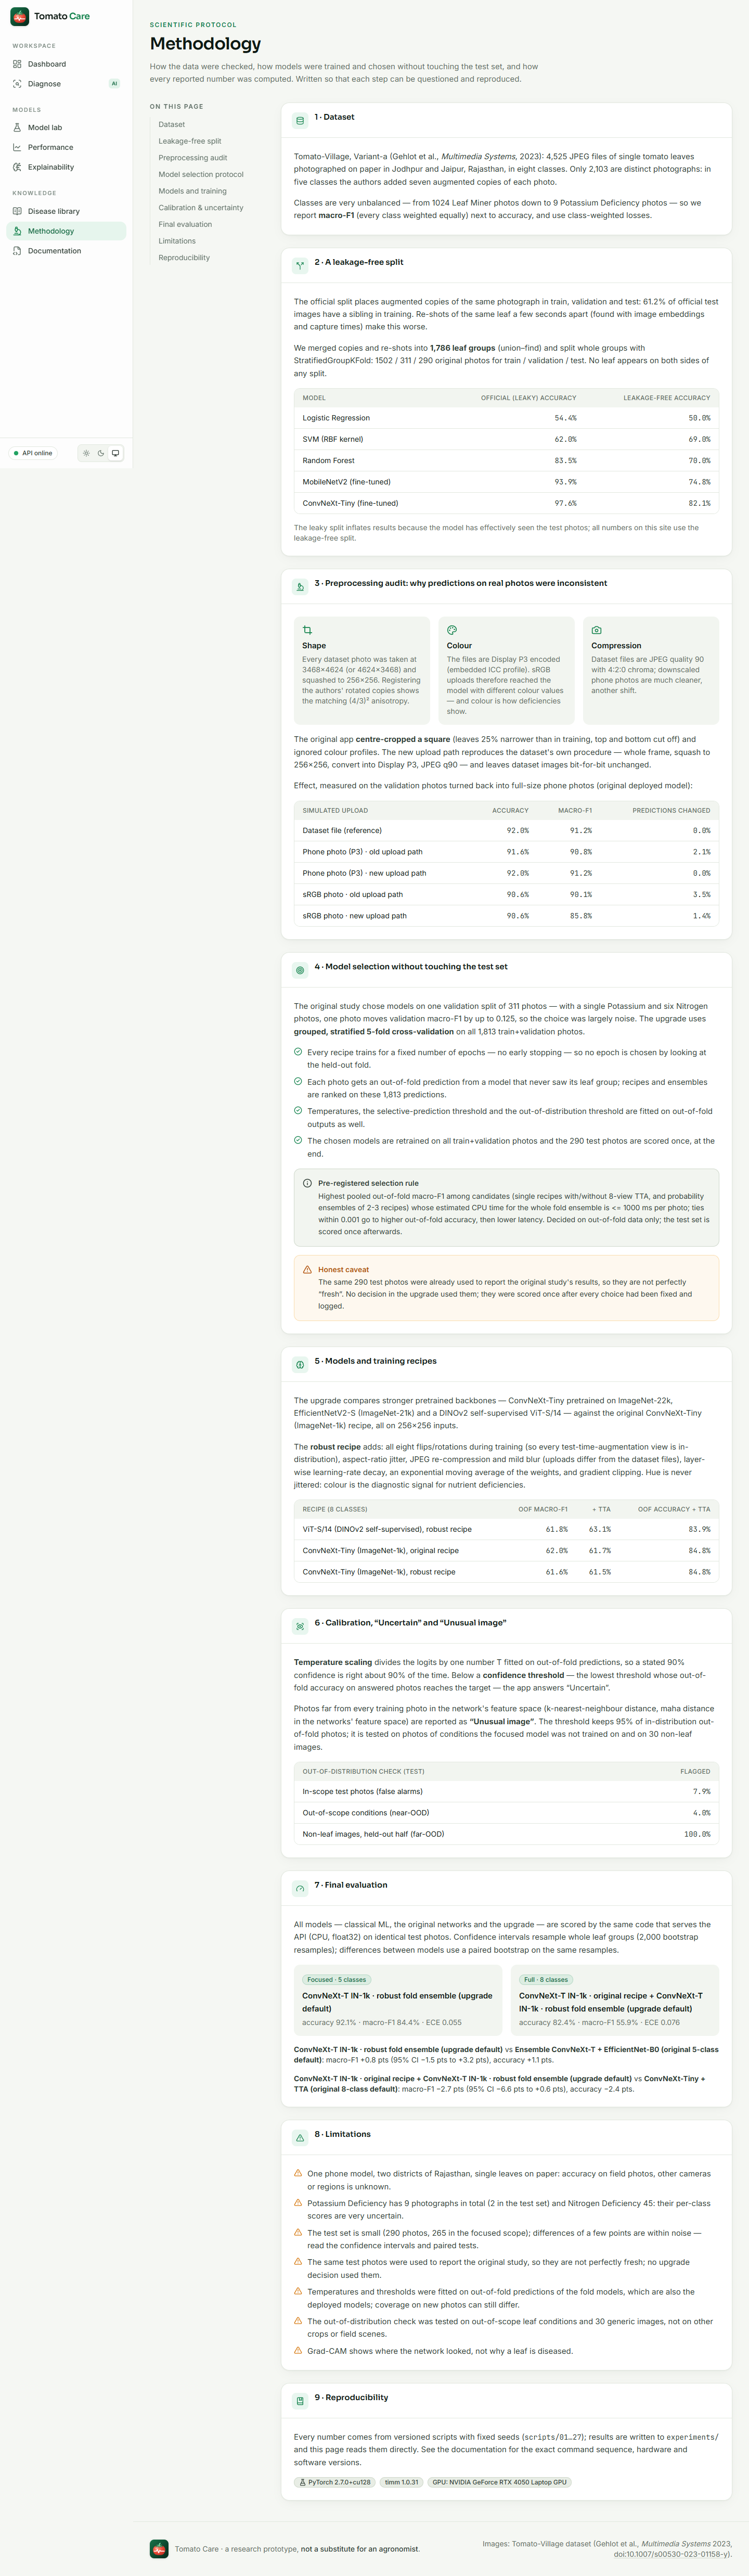 Tomato Care
WORKSPACE
Dashboard
Diagnose AI
MODELS
Model lab
Performance
Explainability
KNOWLEDGE
Disease library
Methodology
Documentation
API online
SCIENTIFIC PROTOCOL
Methodology
How the data were checked, how models were trained and chosen without touching the test set, and how
every reported number was computed. Written so that each step can be questioned and reproduced.
ON THIS PAGE
Dataset
Leakage-free split
Preprocessing audit
Model selection protocol
Models and training
Calibration & uncertainty
Final evaluation
Limitations
Reproducibility
1 · Dataset
Tomato-Village, Variant-a (Gehlot et al., Multimedia Systems, 2023): 4,525 JPEG files of single tomato leaves
photographed on paper in Jodhpur and Jaipur, Rajasthan, in eight classes. Only 2,103 are distinct photographs: in
five classes the authors added seven augmented copies of each photo.
Classes are very unbalanced — from 1024 Leaf Miner photos down to 9 Potassium Deficiency photos — so we
report macro-F1 (every class weighted equally) next to accuracy, and use class-weighted losses.
2 · A leakage-free split
The official split places augmented copies of the same photograph in train, validation and test: 61.2% of official test
images have a sibling in training. Re-shots of the same leaf a few seconds apart (found with image embeddings
and capture times) make this worse.
We merged copies and re-shots into 1,786 leaf groups (union–find) and split whole groups with
StratifiedGroupKFold: 1502 / 311 / 290 original photos for train / validation / test. No leaf appears on both sides of
any split.
MODEL OFFICIAL (LEAKY) ACCURACY LEAKAGE-FREE ACCURACY
Logistic Regression 54.4% 50.0%
SVM (RBF kernel) 62.0% 69.0%
Random Forest 83.5% 70.0%
MobileNetV2 (fine-tuned) 93.9% 74.8%
ConvNeXt-Tiny (fine-tuned) 97.6% 82.1%
The leaky split inflates results because the model has effectively seen the test photos; all numbers on this site use the
leakage-free split.
3 · Preprocessing audit: why predictions on real photos were inconsistent
Shape
Every dataset photo was taken at
3468×4624 (or 4624×3468) and
squashed to 256×256. Registering
the authors' rotated copies shows
the matching (4/3)² anisotropy.
Colour
The files are Display P3 encoded
(embedded ICC profile). sRGB
uploads therefore reached the
model with different colour values
— and colour is how deficiencies
show.
Compression
Dataset files are JPEG quality 90
with 4:2:0 chroma; downscaled
phone photos are much cleaner,
another shift.
The original app centre-cropped a square (leaves 25% narrower than in training, top and bottom cut off) and
ignored colour profiles. The new upload path reproduces the dataset's own procedure — whole frame, squash to
256×256, convert into Display P3, JPEG q90 — and leaves dataset images bit-for-bit unchanged.
Effect, measured on the validation photos turned back into full-size phone photos (original deployed model):
SIMULATED UPLOAD ACCURACY MACRO-F1 PREDICTIONS CHANGED
Dataset file (reference) 92.0% 91.2% 0.0%
Phone photo (P3) · old upload path 91.6% 90.8% 2.1%
Phone photo (P3) · new upload path 92.0% 91.2% 0.0%
sRGB photo · old upload path 90.6% 90.1% 3.5%
sRGB photo · new upload path 90.6% 85.8% 1.4%
4 · Model selection without touching the test set
The original study chose models on one validation split of 311 photos — with a single Potassium and six Nitrogen
photos, one photo moves validation macro-F1 by up to 0.125, so the choice was largely noise. The upgrade uses
grouped, stratified 5-fold cross-validation on all 1,813 train+validation photos.
Every recipe trains for a fixed number of epochs — no early stopping — so no epoch is chosen by looking at
the held-out fold.
Each photo gets an out-of-fold prediction from a model that never saw its leaf group; recipes and ensembles
are ranked on these 1,813 predictions.
Temperatures, the selective-prediction threshold and the out-of-distribution threshold are fitted on out-of-fold
outputs as well.
The chosen models are retrained on all train+validation photos and the 290 test photos are scored once, at the
end.
Pre-registered selection rule
Highest pooled out-of-fold macro-F1 among candidates (single recipes with/without 8-view TTA, and probability
ensembles of 2-3 recipes) whose estimated CPU time for the whole fold ensemble is <= 1000 ms per photo; ties
within 0.001 go to higher out-of-fold accuracy, then lower latency. Decided on out-of-fold data only; the test set is
scored once afterwards.
Honest caveat
The same 290 test photos were already used to report the original study's results, so they are not perfectly
“fresh”. No decision in the upgrade used them; they were scored once after every choice had been fixed and
logged.
5 · Models and training recipes
The upgrade compares stronger pretrained backbones — ConvNeXt-Tiny pretrained on ImageNet-22k,
EfficientNetV2-S (ImageNet-21k) and a DINOv2 self-supervised ViT-S/14 — against the original ConvNeXt-Tiny
(ImageNet-1k) recipe, all on 256×256 inputs.
The robust recipe adds: all eight flips/rotations during training (so every test-time-augmentation view is in-
distribution), aspect-ratio jitter, JPEG re-compression and mild blur (uploads differ from the dataset files), layer-
wise learning-rate decay, an exponential moving average of the weights, and gradient clipping. Hue is never
jittered: colour is the diagnostic signal for nutrient deficiencies.
RECIPE (8 CLASSES) OOF MACRO-F1 + TTA OOF ACCURACY + TTA
ViT-S/14 (DINOv2 self-supervised), robust recipe 61.8% 63.1% 83.9%
ConvNeXt-Tiny (ImageNet-1k), original recipe 62.0% 61.7% 84.8%
ConvNeXt-Tiny (ImageNet-1k), robust recipe 61.6% 61.5% 84.8%
6 · Calibration, “Uncertain” and “Unusual image”
Temperature scaling divides the logits by one number T fitted on out-of-fold predictions, so a stated 90%
confidence is right about 90% of the time. Below a confidence threshold — the lowest threshold whose out-of-
fold accuracy on answered photos reaches the target — the app answers “Uncertain”.
Photos far from every training photo in the network's feature space (k-nearest-neighbour distance, maha distance
in the networks' feature space) are reported as “Unusual image”. The threshold keeps 95% of in-distribution out-
of-fold photos; it is tested on photos of conditions the focused model was not trained on and on 30 non-leaf
images.
OUT-OF-DISTRIBUTION CHECK (TEST) FLAGGED
In-scope test photos (false alarms) 7.9%
Out-of-scope conditions (near-OOD) 4.0%
Non-leaf images, held-out half (far-OOD) 100.0%
7 · Final evaluation
All models — classical ML, the original networks and the upgrade — are scored by the same code that serves the
API (CPU, float32) on identical test photos. Confidence intervals resample whole leaf groups (2,000 bootstrap
resamples); differences between models use a paired bootstrap on the same resamples.
Focused · 5 classes
ConvNeXt-T IN-1k · robust fold ensemble (upgrade
default)
accuracy 92.1% · macro-F1 84.4% · ECE 0.055
Full · 8 classes
ConvNeXt-T IN-1k · original recipe + ConvNeXt-T
IN-1k · robust fold ensemble (upgrade default)
accuracy 82.4% · macro-F1 55.9% · ECE 0.076
ConvNeXt-T IN-1k · robust fold ensemble (upgrade default) vs Ensemble ConvNeXt-T + EfficientNet-B0 (original 5-class
default): macro-F1 +0.8 pts (95% CI −1.5 pts to +3.2 pts), accuracy +1.1 pts.
ConvNeXt-T IN-1k · original recipe + ConvNeXt-T IN-1k · robust fold ensemble (upgrade default) vs ConvNeXt-Tiny +
TTA (original 8-class default): macro-F1 −2.7 pts (95% CI −6.6 pts to +0.6 pts), accuracy −2.4 pts.
8 · Limitations
One phone model, two districts of Rajasthan, single leaves on paper: accuracy on field photos, other cameras
or regions is unknown.
Potassium Deficiency has 9 photographs in total (2 in the test set) and Nitrogen Deficiency 45: their per-class
scores are very uncertain.
The test set is small (290 photos, 265 in the focused scope); differences of a few points are within noise —
read the confidence intervals and paired tests.
The same test photos were used to report the original study, so they are not perfectly fresh; no upgrade
decision used them.
Temperatures and thresholds were fitted on out-of-fold predictions of the fold models, which are also the
deployed models; coverage on new photos can still differ.
The out-of-distribution check was tested on out-of-scope leaf conditions and 30 generic images, not on other
crops or field scenes.
Grad-CAM shows where the network looked, not why a leaf is diseased.
9 · Reproducibility
Every number comes from versioned scripts with fixed seeds (scripts/01…27); results are written to experiments/
and this page reads them directly. See the documentation for the exact command sequence, hardware and
software versions.
PyTorch 2.7.0+cu128 timm 1.0.31 GPU: NVIDIA GeForce RTX 4050 Laptop GPU
Tomato Care · a research prototype, not a substitute for an agronomist.
Images: Tomato-Village dataset (Gehlot et al., Multimedia Systems 2023,
doi:10.1007/s00530-023-01158-y).